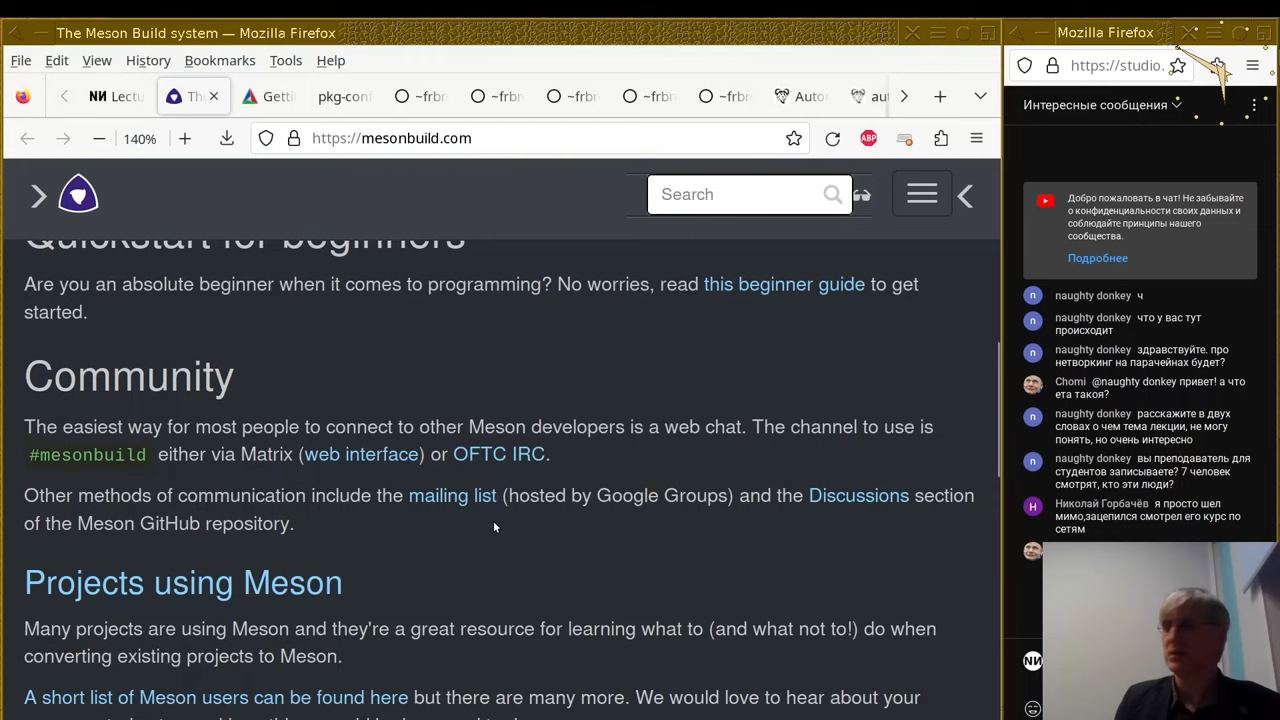 The Meson Build system — Mozilla Firefox
File Edit View History Bookmarks Tools Help
Lectu
Th
Getti
pkg-conf
~frbr
~frbr
~frbr
~frbr
~frbr
Autor
aut
140%
https://mesonbuild.com
ABP
Search
Quickstart for beginners
Are you an absolute beginner when it comes to programming? No worries, read this beginner guide to get
started.
Community
The easiest way for most people to connect to other Meson developers is a web chat. The channel to use is
#mesonbuild either via Matrix (web interface) or OFTC IRC.
Other methods of communication include the mailing list (hosted by Google Groups) and the Discussions section
of the Meson GitHub repository.
Projects using Meson
Many projects are using Meson and they're a great resource for learning what to (and what not to!) do when
converting existing projects to Meson.
A short list of Meson users can be found here but there are many more. We would love to hear about your
Mozilla Firefox
https://studio.
Интересные сообщения
Добро пожаловать в чат! Не забывайте
о конфиденциальности своих данных и
соблюдайте принципы нашего
сообщества.
Подробнее
n naughty donkey ч
n naughty donkey что у вас тут
происходит
n naughty donkey здравствуйте. про
нетворкинг на парачейнах будет?
Chomi @naughty donkey привет! а что
ета такоя?
n naughty donkey расскажите в двух
словах о чем тема лекции, не могу
понять, но очень интересно
n naughty donkey вы преподаватель для
студентов записываете? 7 человек
смотрят, кто эти люди?
Н Николай Горбачёв я просто шел
мимо,зацепился смотрел его курс по
сетям